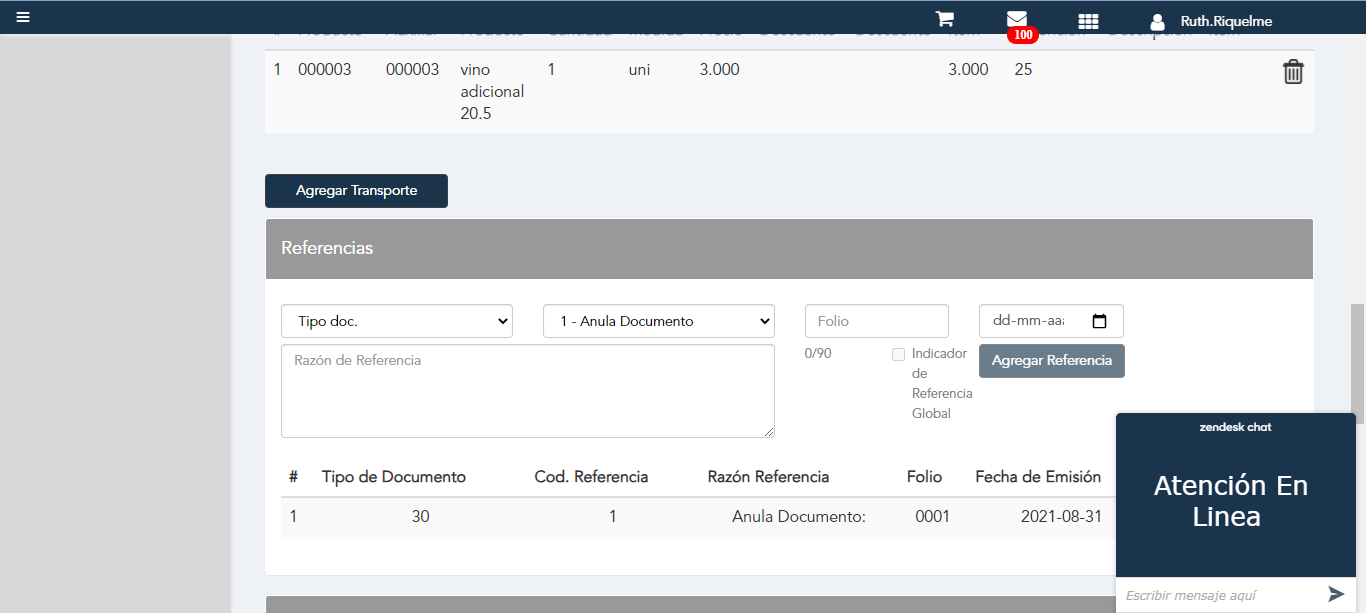 Ruth.Riquelme
100
1 000003 000003 vino 1 uni 3.000 3.000 25
adicional
20.5
Agregar Transporte
Referencias
Tipo doc. 1 - Anula Documento Folio dd-mm-aa
Razón de Referencia 0/90 Indicador Agregar Referencia
de
Referencia
Global
zendesk chat
# Tipo de Documento Cod. Referencia Razón Referencia Folio Fecha de Emisión
Atención En
Linea
1 30 1 Anula Documento: 0001 2021-08-31
Escribir mensaje aquí